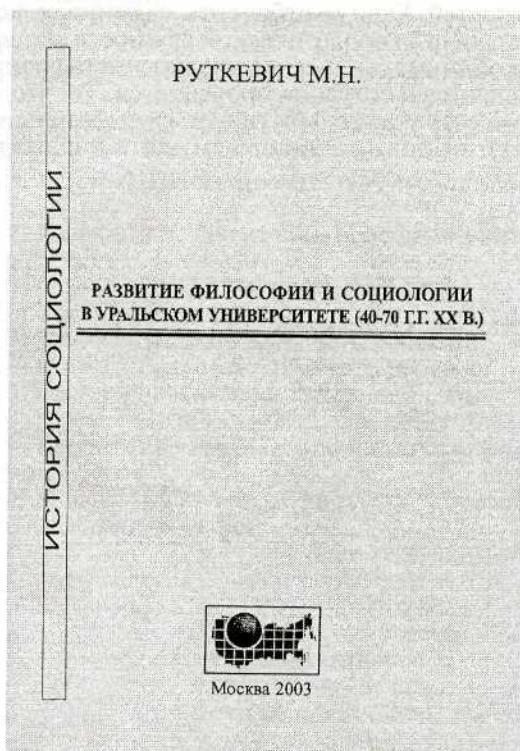 РУТКЕВИЧ М.Н.
ИСТОРИЯ СОЦИОЛОГИИ
РАЗВИТИЕ ФИЛОСОФИИ И СОЦИОЛОГИИ
В УРАЛЬСКОМ УНИВЕРСИТЕТЕ (40-70 Г.Г. XX В.)
Москва 2003